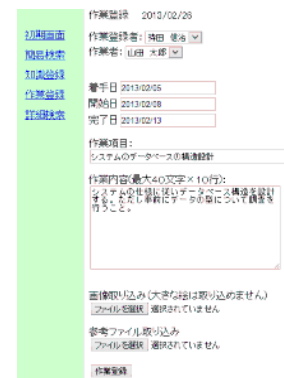 作業登録 2013/02/26
初期画面
簡易検索
知識登録
作業登録
詳細検索
作業登録者:
作業者: 山田 太郎
着手日 2013/02/05
開始日 2013/02/08
完了日 2013/02/13
作業項目:
システムのデータベースの構造設計
作業内容(最大40文字×10行):
システムの仕様に従いデータベース構造を設計
する。ただし事前にデータの型について調査を
行うこと。
画像取り込み(大きな絵は取り込めません)
ファイルを選択 選択されていません
参考ファイル取り込み
ファイルを選択 選択されていません
作業登録